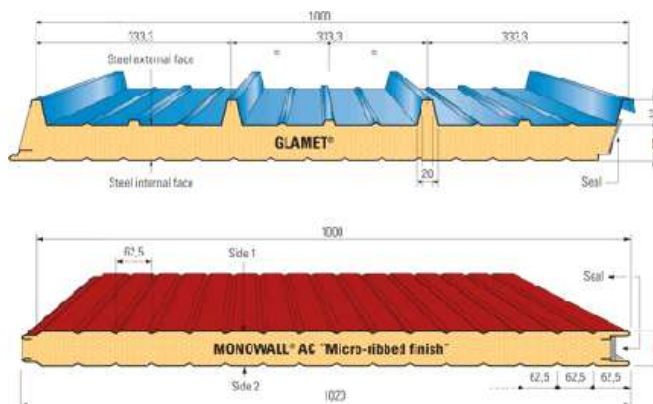 1000
333,3 = 333,3 = 333,3
Steel external face
GLAMET®
Steel internal face
20
Seal
1000
62,5
Side 1
Seal
MONOWALL® AC "Micro-ribbed finish"
Side 2
62,5 62,5 62,5
1023